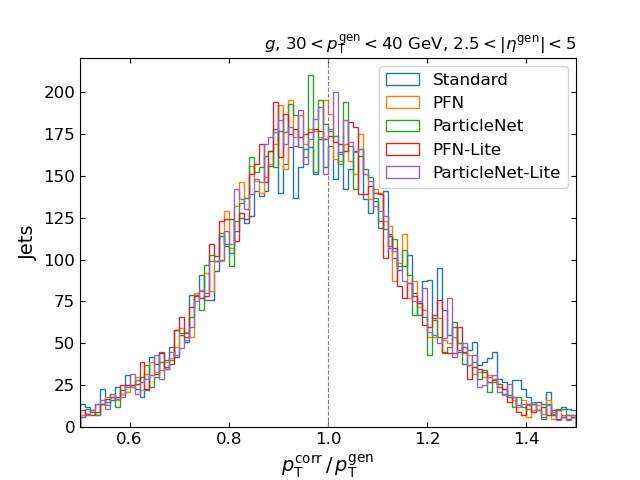 g, 30 < p_T^gen < 40 GeV, 2.5 < |η^gen| < 5
Jets
200
175
150
125
100
75
50
25
0
Standard
PFN
ParticleNet
PFN-Lite
ParticleNet-Lite
0.6 0.8 1.0 1.2 1.4
p_T^corr / p_T^gen